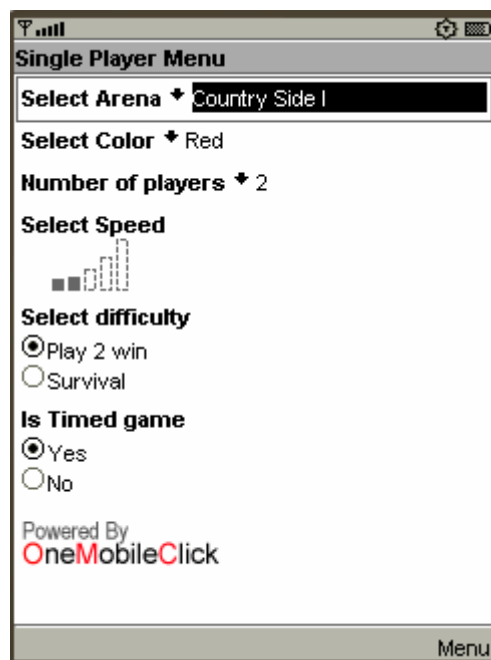 Single Player Menu
Select Arena Country Side I
Select Color Red
Number of players 2
Select Speed
Select difficulty
Play 2 win
Survival
Is Timed game
Yes
No
Powered By
OneMobileClick
Menu